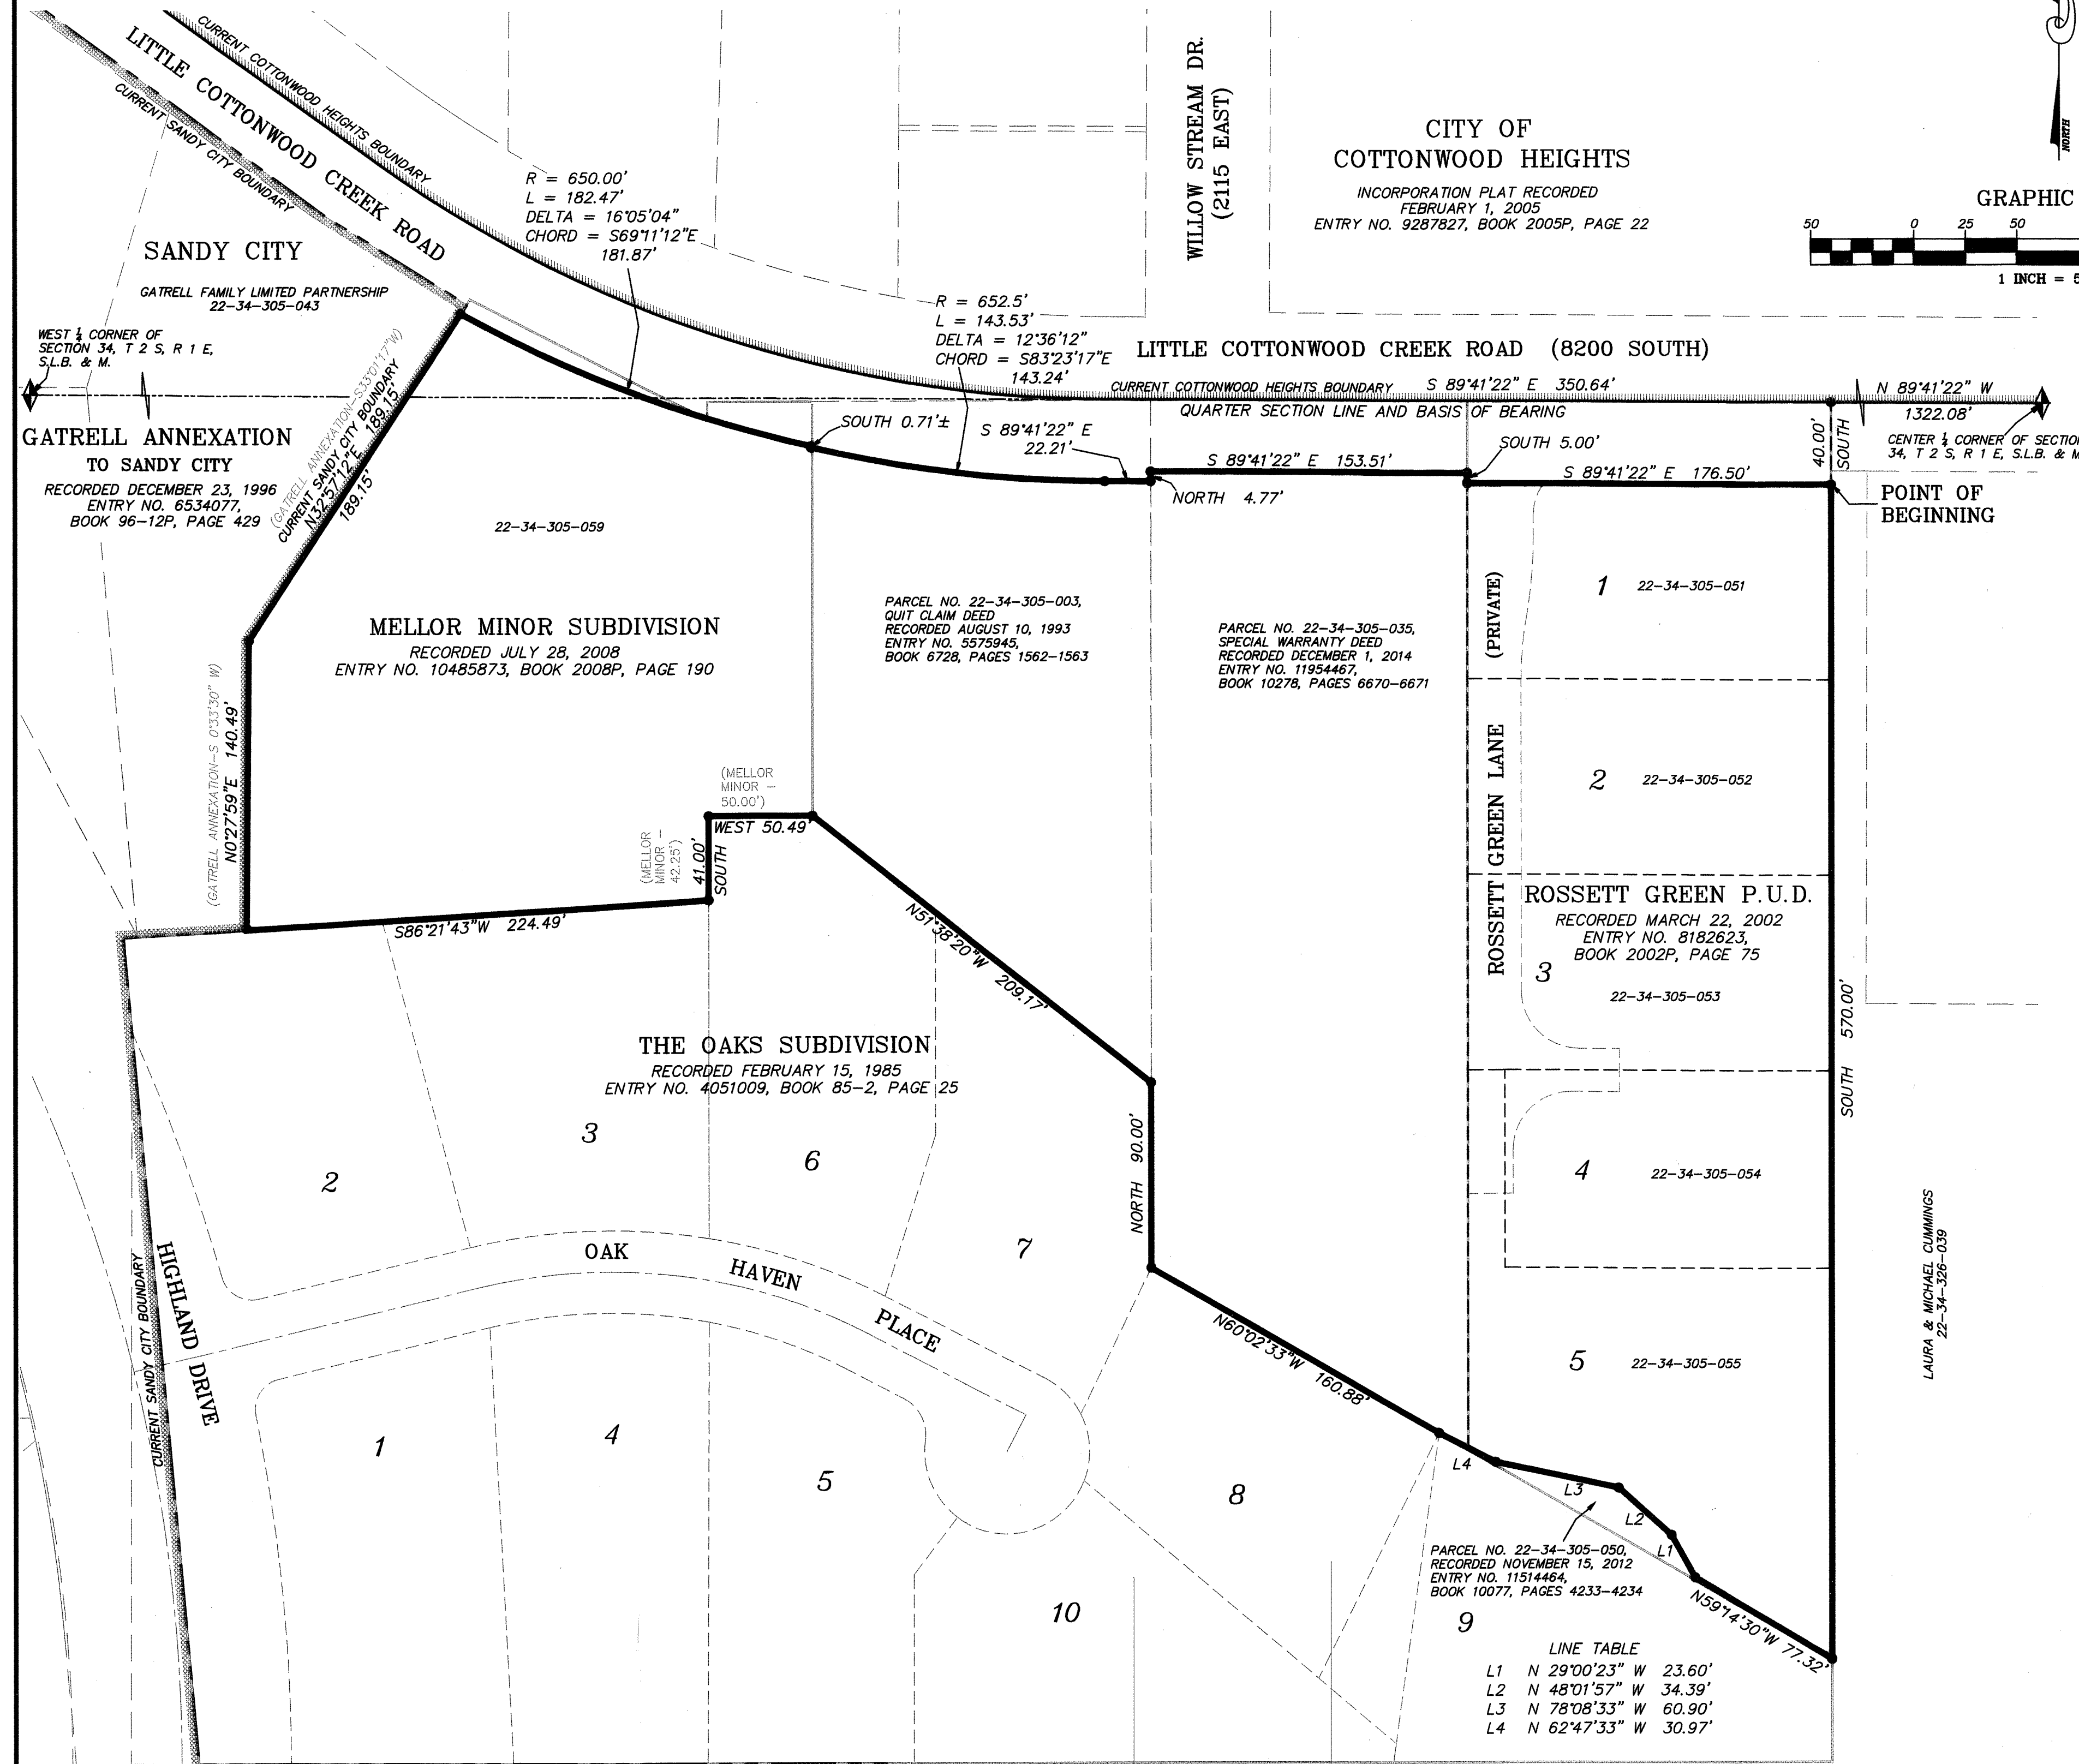 CURRENT COTTONWOOD HEIGHTS BOUNDARY
LITTLE COTTONWOOD CREEK ROAD
CURRENT SANDY CITY BOUNDARY
WILLOW STREAM DR.
(2115 EAST)
CITY OF
COTTONWOOD HEIGHTS
INCORPORATION PLAT RECORDED
FEBRUARY 1, 2005
ENTRY NO. 9287827, BOOK 2005P, PAGE 22
NORTH
GRAPHIC
50 0 25 50
1 INCH = 5
R = 650.00'
L = 182.47'
DELTA = 16°05'04"
CHORD = S69°11'12"E
181.87'
SANDY CITY
GATRELL FAMILY LIMITED PARTNERSHIP
22-34-305-043
WEST ¼ CORNER OF
SECTION 34, T 2 S, R 1 E,
S.L.B. & M.
R = 652.5'
L = 143.53'
DELTA = 12°36'12"
CHORD = S83°23'17"E
143.24'
LITTLE COTTONWOOD CREEK ROAD (8200 SOUTH)
CURRENT COTTONWOOD HEIGHTS BOUNDARY S 89°41'22" E 350.64'
QUARTER SECTION LINE AND BASIS OF BEARING
N 89°41'22" W
1322.08'
CENTER ¼ CORNER OF SECTIO
34, T 2 S, R 1 E, S.L.B. & M
40.00'
SOUTH
GATRELL ANNEXATION
TO SANDY CITY
RECORDED DECEMBER 23, 1996
ENTRY NO. 6534077,
BOOK 96-12P, PAGE 429
(GATRELL ANNEXATION-S33°01'17"W)
CURRENT SANDY CITY BOUNDARY
N32°57'12"E 189.15'
189.15'
SOUTH 0.71'±
S 89°41'22" E
22.21'
S 89°41'22" E 153.51'
NORTH 4.77'
SOUTH 5.00'
S 89°41'22" E 176.50'
POINT OF
BEGINNING
22-34-305-059
MELLOR MINOR SUBDIVISION
RECORDED JULY 28, 2008
ENTRY NO. 10485873, BOOK 2008P, PAGE 190
PARCEL NO. 22-34-305-003,
QUIT CLAIM DEED
RECORDED AUGUST 10, 1993
ENTRY NO. 5575945,
BOOK 6728, PAGES 1562-1563
PARCEL NO. 22-34-305-035,
SPECIAL WARRANTY DEED
RECORDED DECEMBER 1, 2014
ENTRY NO. 11954467,
BOOK 10278, PAGES 6670-6671
ROSSETT GREEN LANE (PRIVATE)
1 22-34-305-051
2 22-34-305-052
ROSSETT GREEN P.U.D.
RECORDED MARCH 22, 2002
ENTRY NO. 8182623,
BOOK 2002P, PAGE 75
3
22-34-305-053
4 22-34-305-054
5 22-34-305-055
SOUTH 570.00'
LAURA & MICHAEL CUMMINGS
22-34-326-039
(GATRELL ANNEXATION-S 0°33'30" W)
N0°27'59"E 140.49'
(MELLOR
MINOR -
50.00')
WEST 50.49'
(MELLOR
MINOR -
42.25')
41.00'
SOUTH
S86°21'43"W 224.49'
N51°38'20"W 209.17'
THE OAKS SUBDIVISION
RECORDED FEBRUARY 15, 1985
ENTRY NO. 4051009, BOOK 85-2, PAGE 25
2
3
6
7
NORTH 90.00'
OAK HAVEN PLACE
HIGHLAND DRIVE
CURRENT SANDY CITY BOUNDARY
N60°02'33"W 160.88'
1
4
5
8
10
9
L4
L3
L2
L1
PARCEL NO. 22-34-305-050,
RECORDED NOVEMBER 15, 2012
ENTRY NO. 11514464,
BOOK 10077, PAGES 4233-4234
N59°14'30"W 77.32'
LINE TABLE
L1 N 29°00'23" W 23.60'
L2 N 48°01'57" W 34.39'
L3 N 78°08'33" W 60.90'
L4 N 62°47'33" W 30.97'